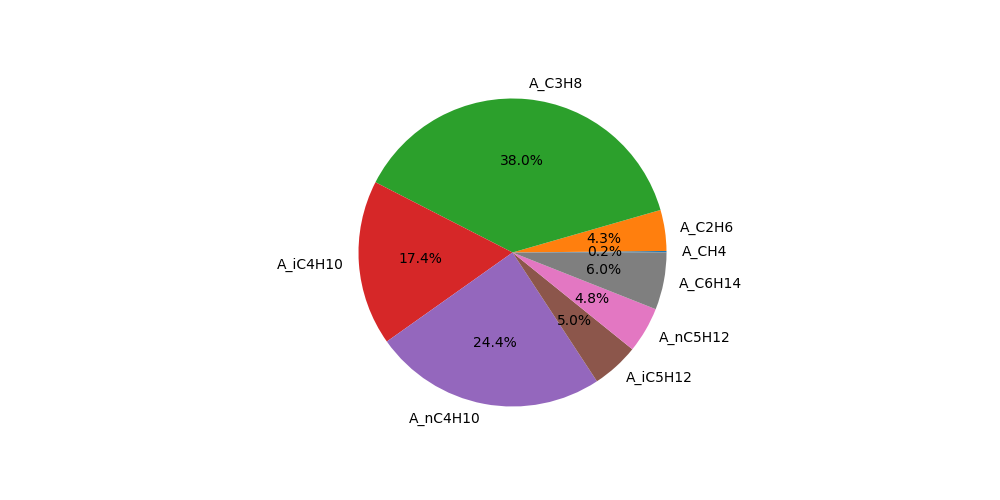 A_C3H8
38.0%
A_C2H6
4.3%
A_CH4
0.2%
17.4%
A_iC4H10
6.0%
A_C6H14
4.8%
5.0%
A_nC5H12
24.4%
A_iC5H12
A_nC4H10